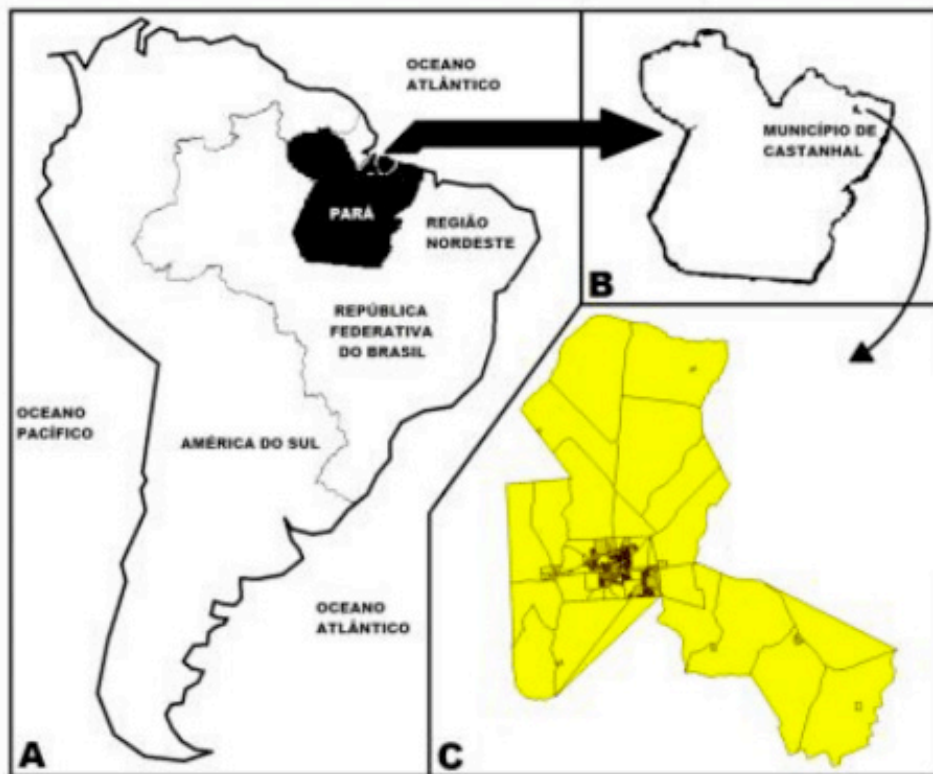 OCEANO
ATLÂNTICO
PARÁ
REGIÃO
NORDESTE
REPÚBLICA
FEDERATIVA
DO BRASIL
OCEANO
PACÍFICO
AMÉRICA DO SUL
OCEANO
ATLÂNTICO
A
MUNICÍPIO DE
CASTANHAL
B
C